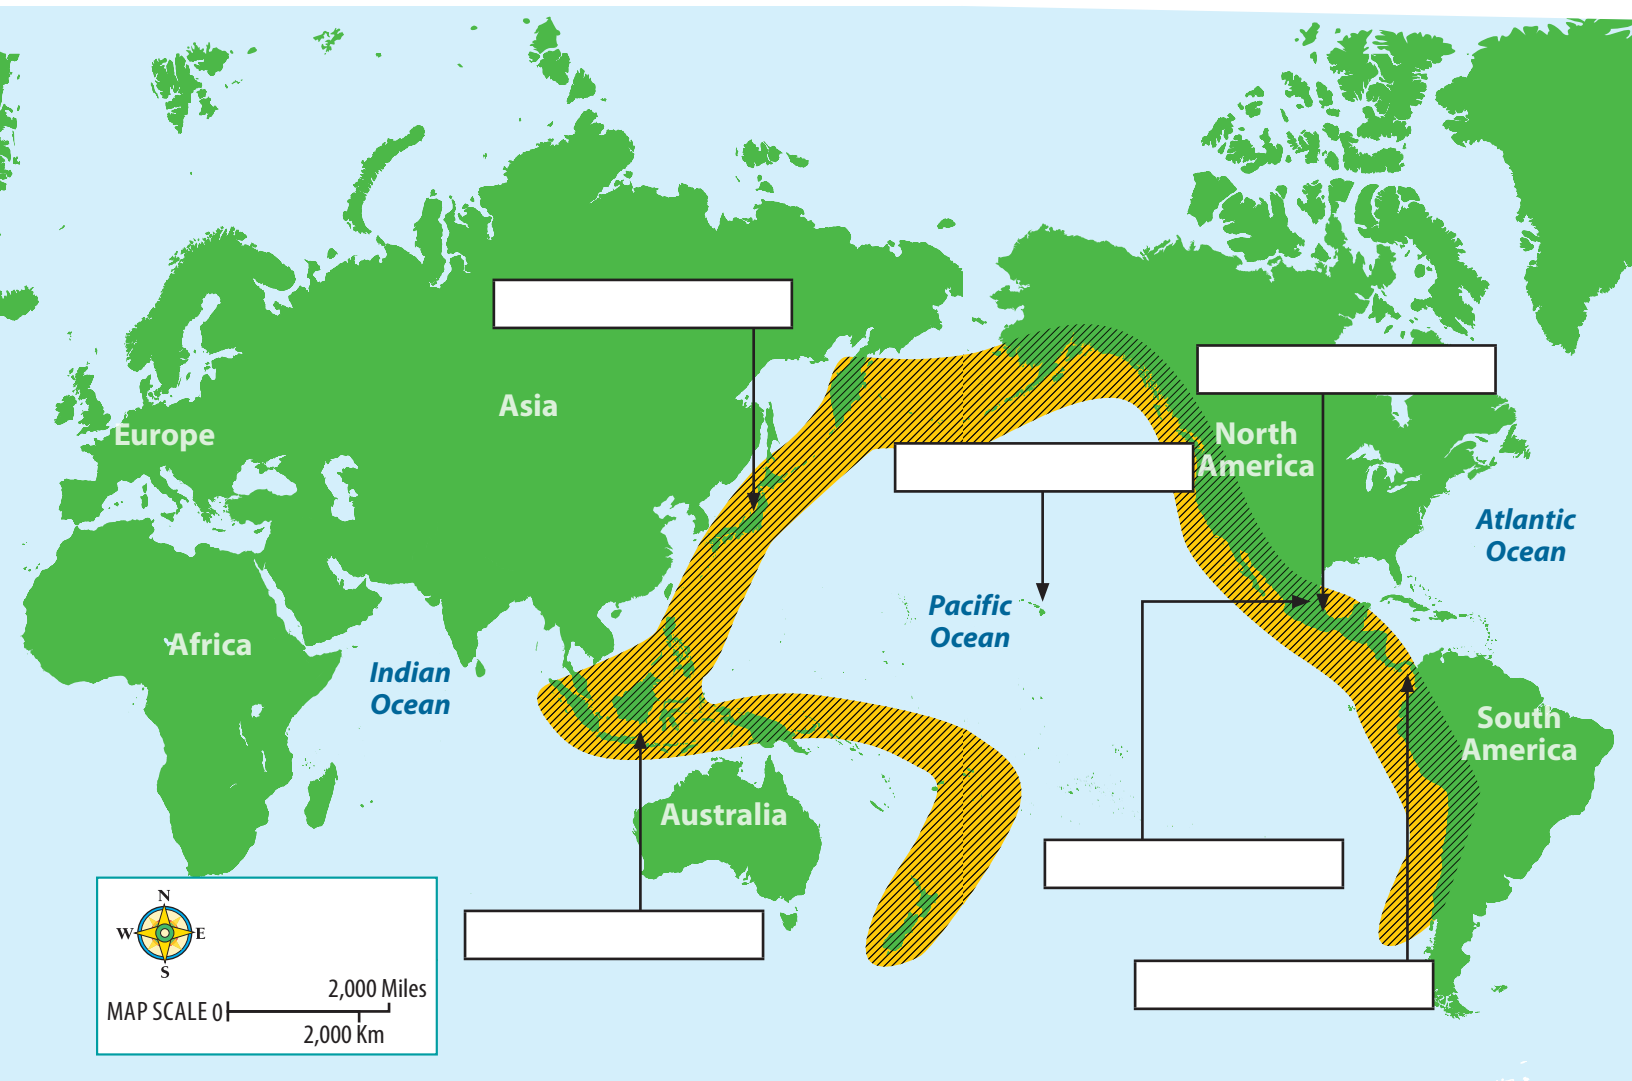 Asia
Europe
North
America
Atlantic
Ocean
Pacific
Ocean
Africa
Indian
Ocean
South
America
Australia
N
W
E
S
2,000 Miles
MAP SCALE 0
2,000 Km